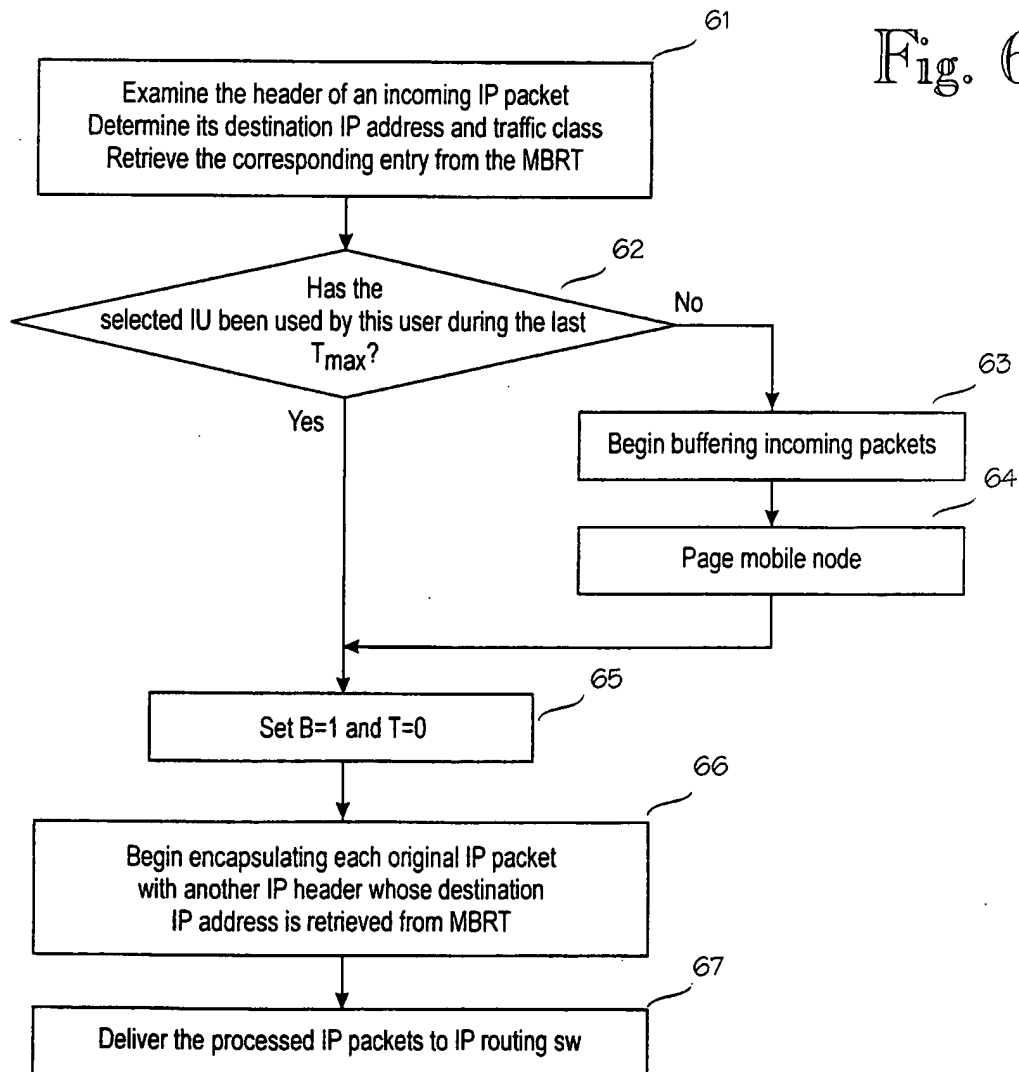 61
Fig. 6
Examine the header of an incoming IP packet
Determine its destination IP address and traffic class
Retrieve the corresponding entry from the MBRT
62
Has the
selected IU been used by this user during the last
Tmax?
No
Yes
63
Begin buffering incoming packets
64
Page mobile node
65
Set B=1 and T=0
66
Begin encapsulating each original IP packet
with another IP header whose destination
IP address is retrieved from MBRT
67
Deliver the processed IP packets to IP routing sw